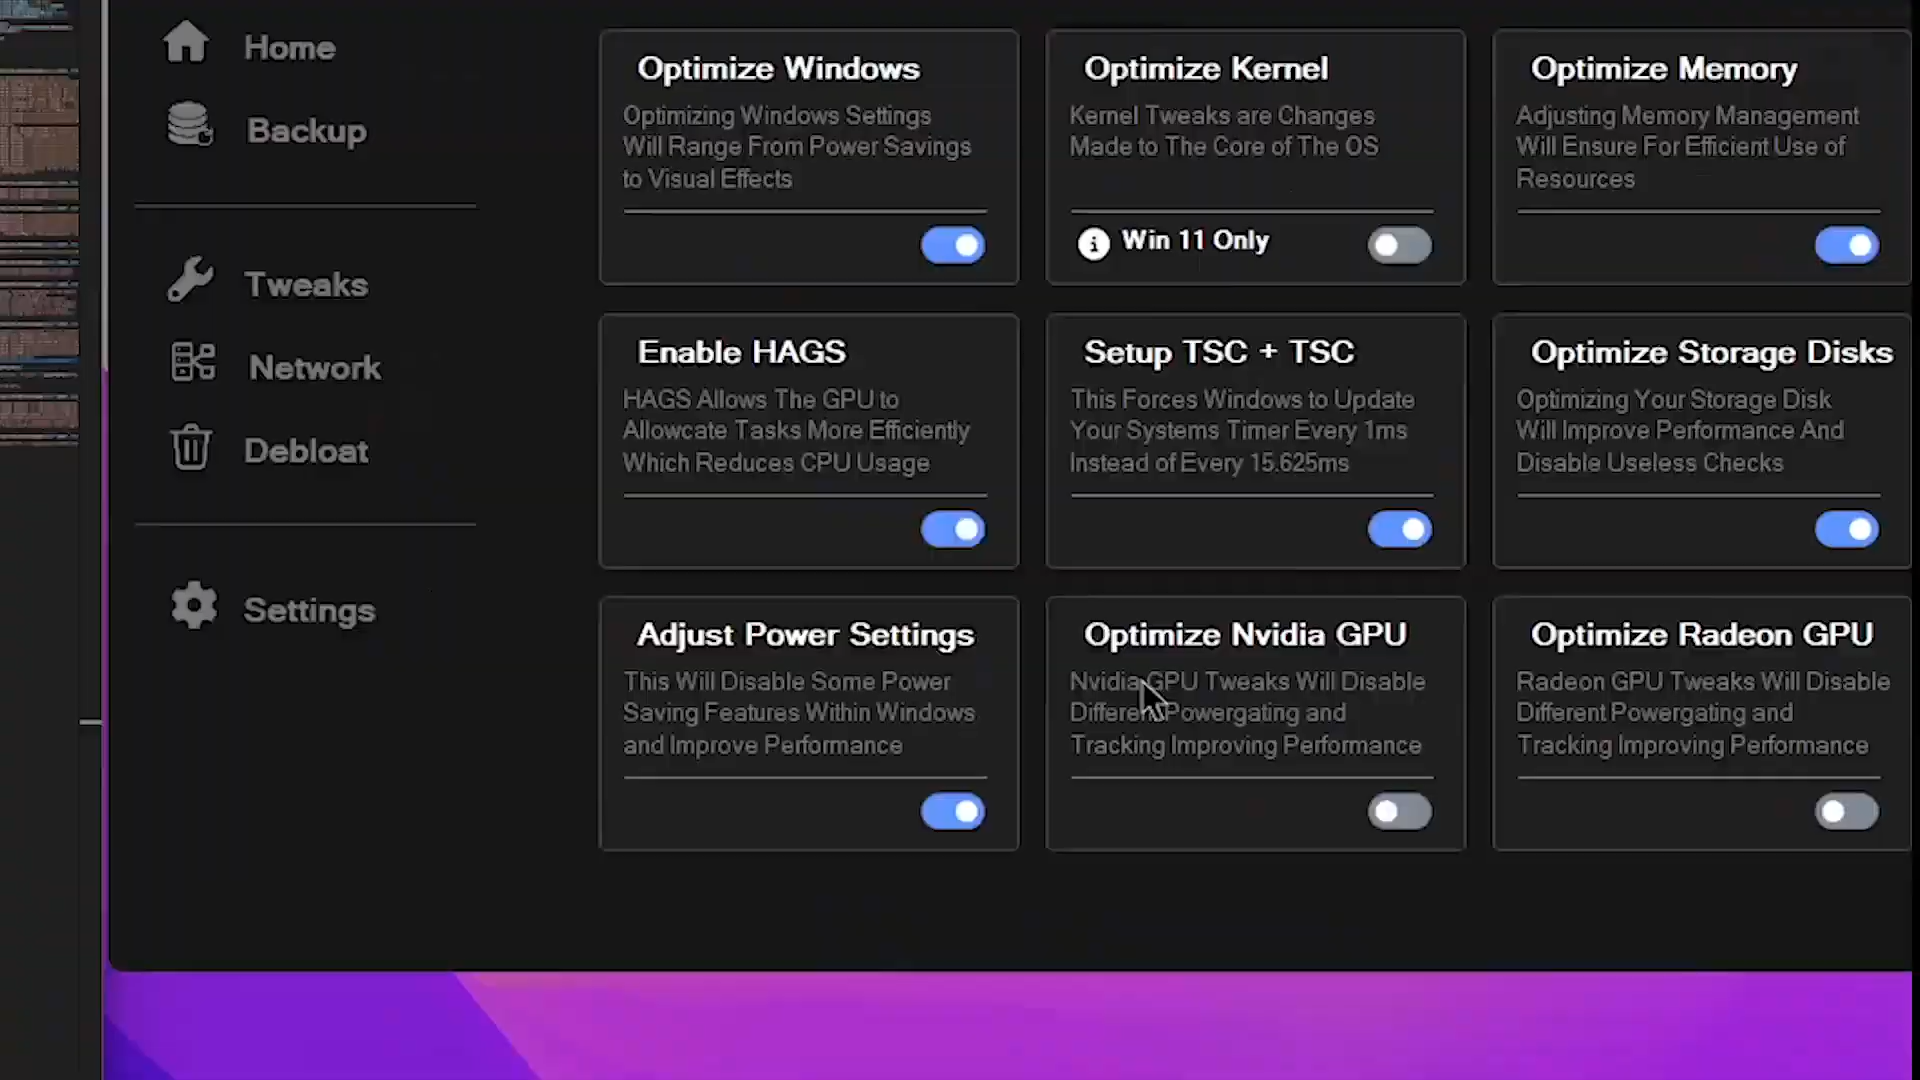 Home
Backup
Tweaks
Network
Debloat
Settings
Optimize Windows
Optimizing Windows Settings
Will Range From Power Savings
to Visual Effects
Optimize Kernel
Kernel Tweaks are Changes
Made to The Core of The OS
Win 11 Only
Optimize Memory
Adjusting Memory Management
Will Ensure For Efficient Use of
Resources
Enable HAGS
HAGS Allows The GPU to
Allowcate Tasks More Efficiently
Which Reduces CPU Usage
Setup TSC + TSC
This Forces Windows to Update
Your Systems Timer Every 1ms
Instead of Every 15.625ms
Optimize Storage Disks
Optimizing Your Storage Disk
Will Improve Performance And
Disable Useless Checks
Adjust Power Settings
This Will Disable Some Power
Saving Features Within Windows
and Improve Performance
Optimize Nvidia GPU
Nvidia GPU Tweaks Will Disable
Different Powergating and
Tracking Improving Performance
Optimize Radeon GPU
Radeon GPU Tweaks Will Disable
Different Powergating and
Tracking Improving Performance